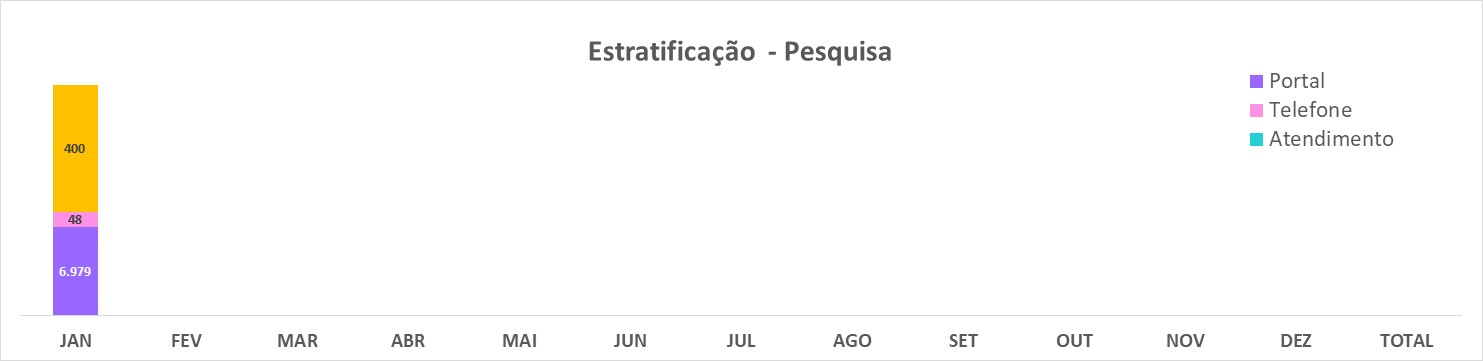 Estratificação - Pesquisa
Portal
Telefone
Atendimento
400
48
6.979
JAN FEV MAR ABR MAI JUN JUL AGO SET OUT NOV DEZ TOTAL